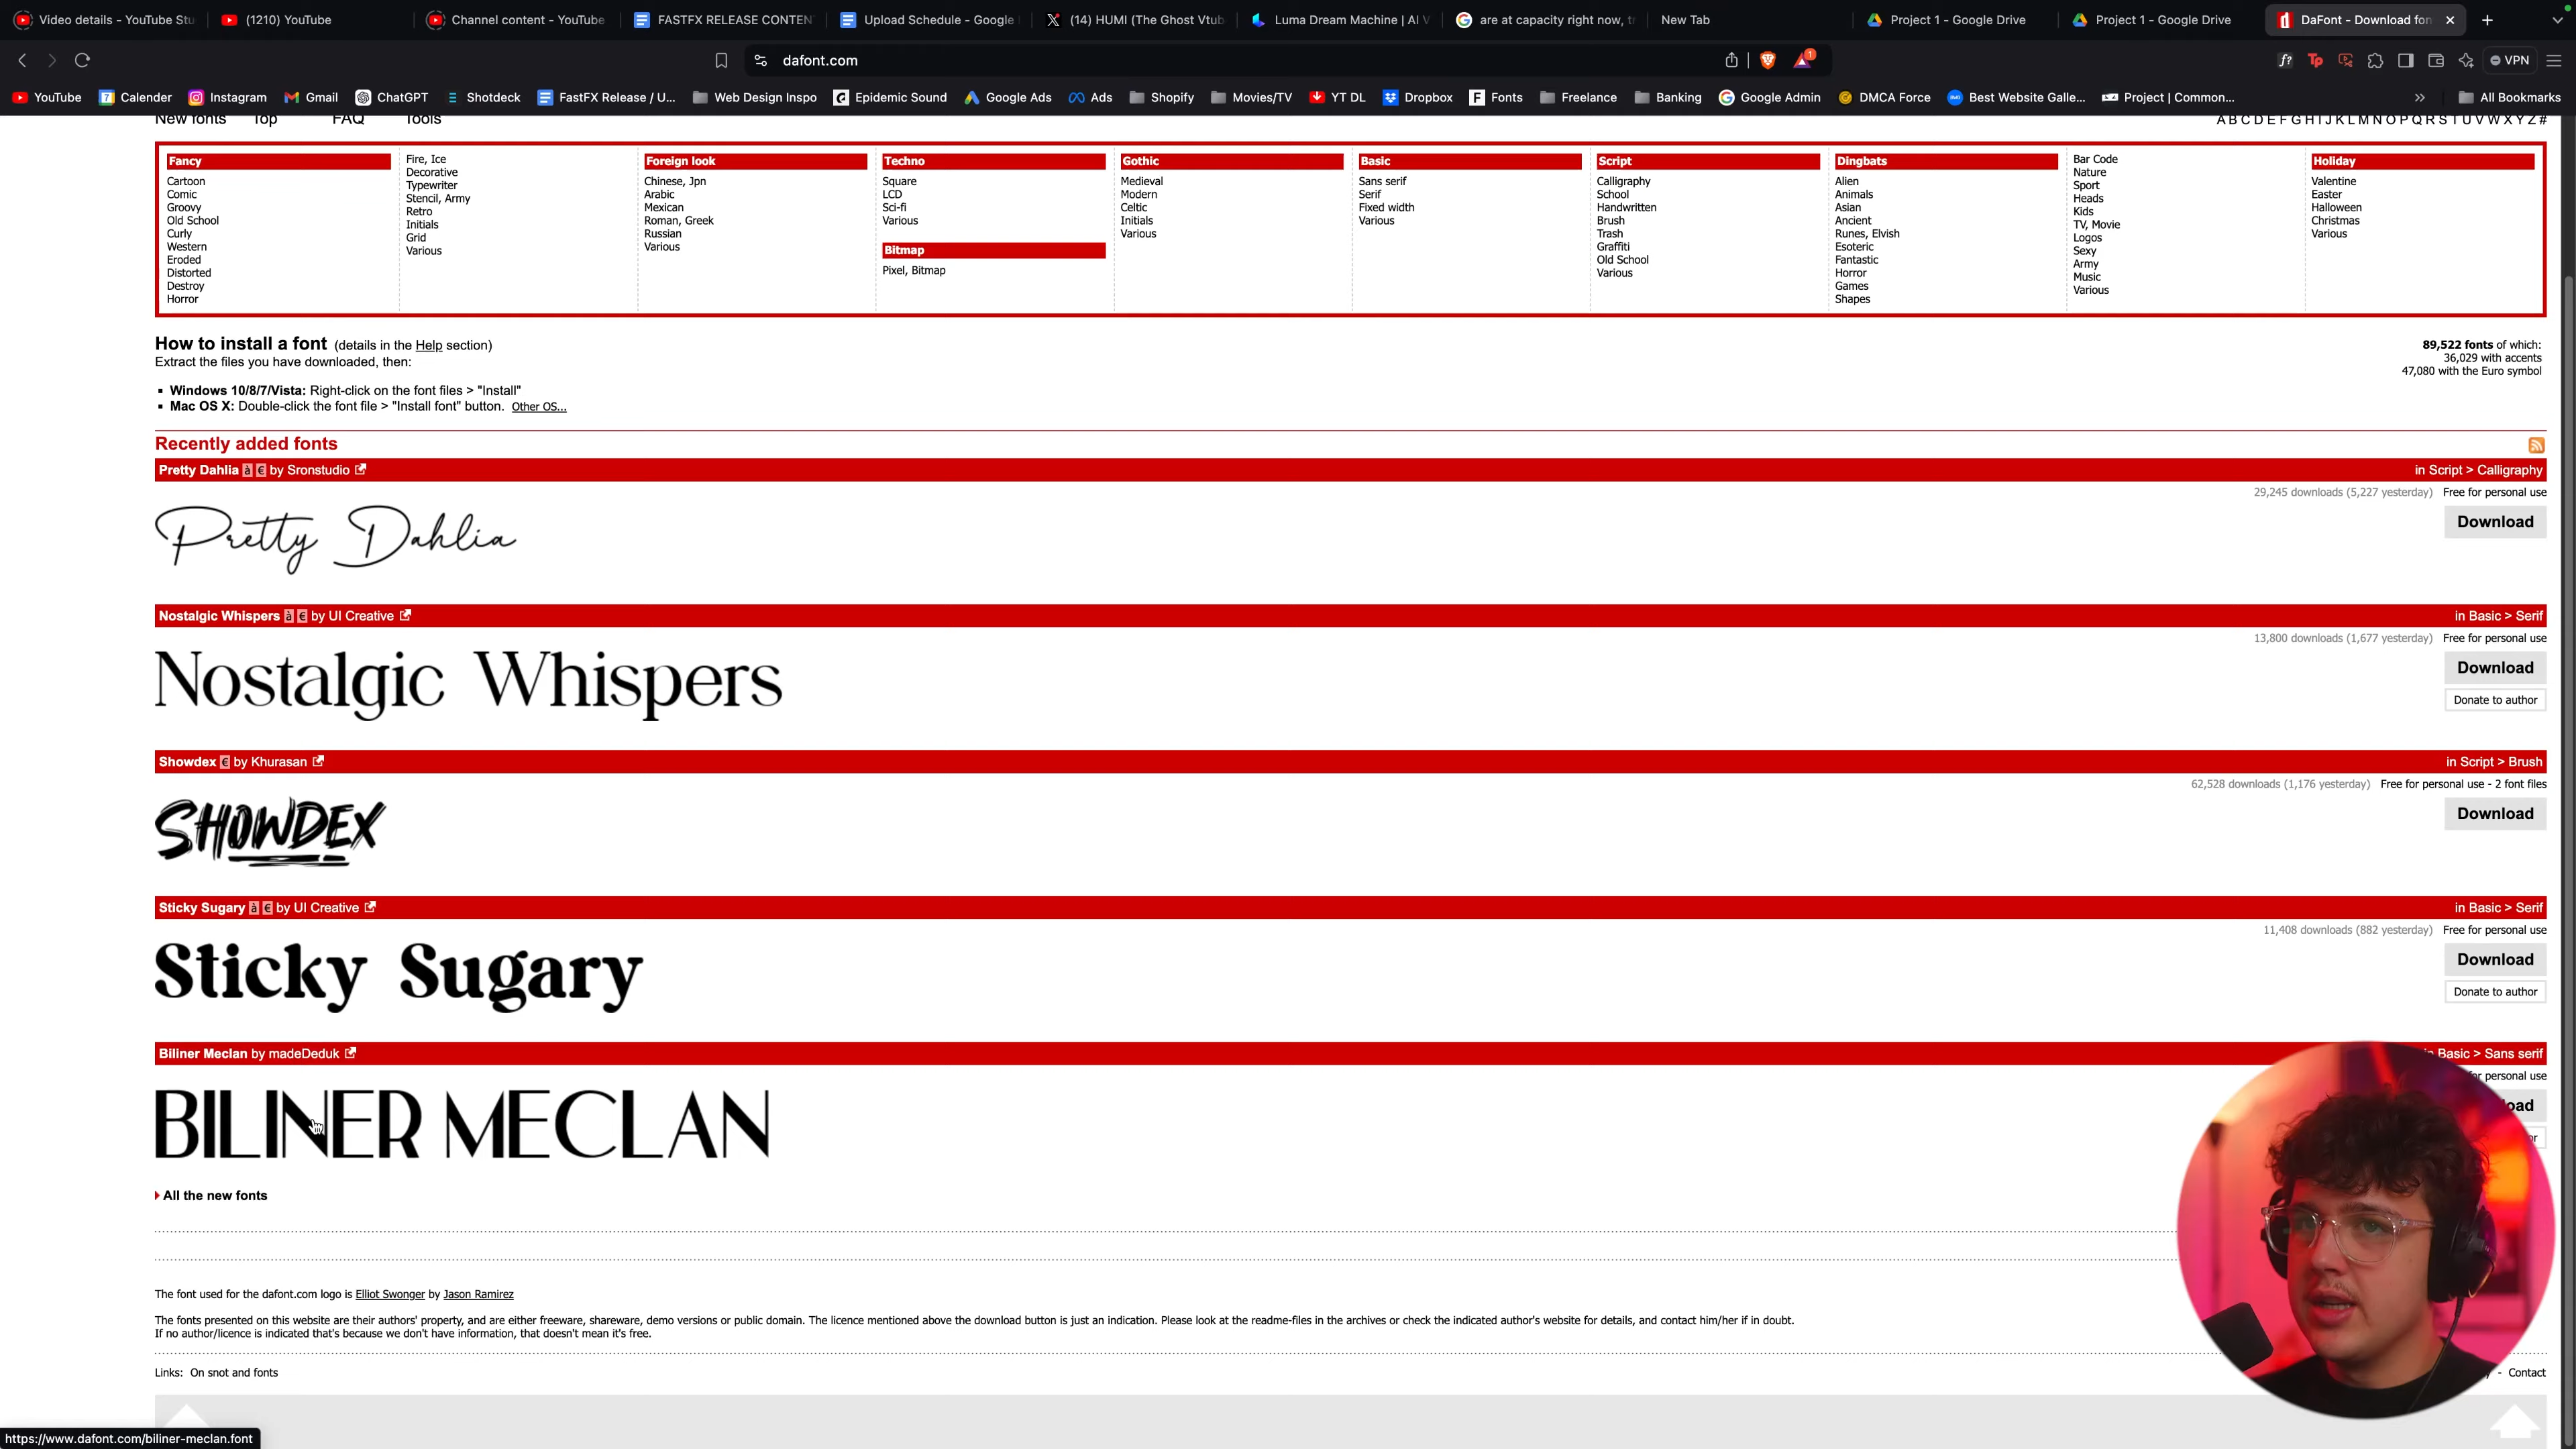 Video details - YouTube Stu
(1210) YouTube
Channel content - YouTube
FASTFX RELEASE CONTEN
Upload Schedule - Google
(14) HUMI (The Ghost Vtub
Luma Dream Machine | AI V
are at capacity right now, t
New Tab
Project 1 - Google Drive
Project 1 - Google Drive
DaFont - Download fon
dafont.com
1
f?
Tp
VPN
YouTube
Calender
Instagram
Gmail
ChatGPT
Shotdeck
FastFX Release / U...
Web Design Inspo
Epidemic Sound
Google Ads
Ads
Shopify
Movies/TV
YT DL
Dropbox
Fonts
Freelance
Banking
Google Admin
DMCA Force
Best Website Galle...
Project | Common...
All Bookmarks
New fonts Top FAQ Tools
A B C D E F G H I J K L M N O P Q R S T U V W X Y Z #
Fancy
Cartoon
Comic
Groovy
Old School
Curly
Western
Eroded
Distorted
Destroy
Horror
Fire, Ice
Decorative
Typewriter
Stencil, Army
Retro
Initials
Grid
Various
Foreign look
Chinese, Jpn
Arabic
Mexican
Roman, Greek
Russian
Various
Techno
Square
LCD
Sci-fi
Various
Bitmap
Pixel, Bitmap
Gothic
Medieval
Modern
Celtic
Initials
Various
Basic
Sans serif
Serif
Fixed width
Various
Script
Calligraphy
School
Handwritten
Brush
Trash
Graffiti
Old School
Various
Dingbats
Alien
Animals
Asian
Ancient
Runes, Elvish
Esoteric
Fantastic
Horror
Games
Shapes
Bar Code
Nature
Sport
Heads
Kids
TV, Movie
Logos
Sexy
Army
Music
Various
Holiday
Valentine
Easter
Halloween
Christmas
Various
How to install a font (details in the Help section)
Extract the files you have downloaded, then:
▪ Windows 10/8/7/Vista: Right-click on the font files > "Install"
▪ Mac OS X: Double-click the font file > "Install font" button. Other OS...
89,522 fonts of which:
36,029 with accents
47,080 with the Euro symbol
Recently added fonts
Pretty Dahlia à € by Sronstudio
in Script > Calligraphy
29,245 downloads (5,227 yesterday) Free for personal use
Pretty Dahlia
Download
Nostalgic Whispers à € by UI Creative
in Basic > Serif
13,800 downloads (1,677 yesterday) Free for personal use
Nostalgic Whispers
Download
Donate to author
Showdex € by Khurasan
in Script > Brush
62,528 downloads (1,176 yesterday) Free for personal use - 2 font files
SHOWDEX
Download
Sticky Sugary à € by UI Creative
in Basic > Serif
11,408 downloads (882 yesterday) Free for personal use
Sticky Sugary
Download
Donate to author
Biliner Meclan by madeDeduk
Basic > Sans serif
personal use
BILINER MECLAN
oad
All the new fonts
The font used for the dafont.com logo is Elliot Swonger by Jason Ramirez
The fonts presented on this website are their authors' property, and are either freeware, shareware, demo versions or public domain. The licence mentioned above the download button is just an indication. Please look at the readme-files in the archives or check the indicated author's website for details, and contact him/her if in doubt.
If no author/licence is indicated that's because we don't have information, that doesn't mean it's free.
Links: On snot and fonts
- Contact
https://www.dafont.com/biliner-meclan.font